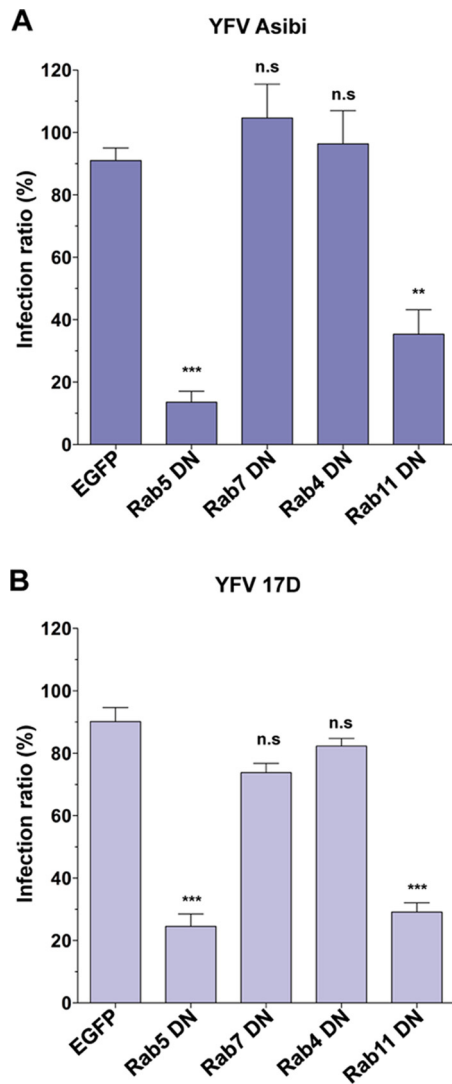 A
YFV Asibi
Infection ratio (%)
120
100
80
60
40
20
0
n.s
n.s
***
**
EGFP
Rab5 DN
Rab7 DN
Rab4 DN
Rab11 DN
B
YFV 17D
Infection ratio (%)
120
100
80
60
40
20
0
n.s
n.s
***
***
EGFP
Rab5 DN
Rab7 DN
Rab4 DN
Rab11 DN